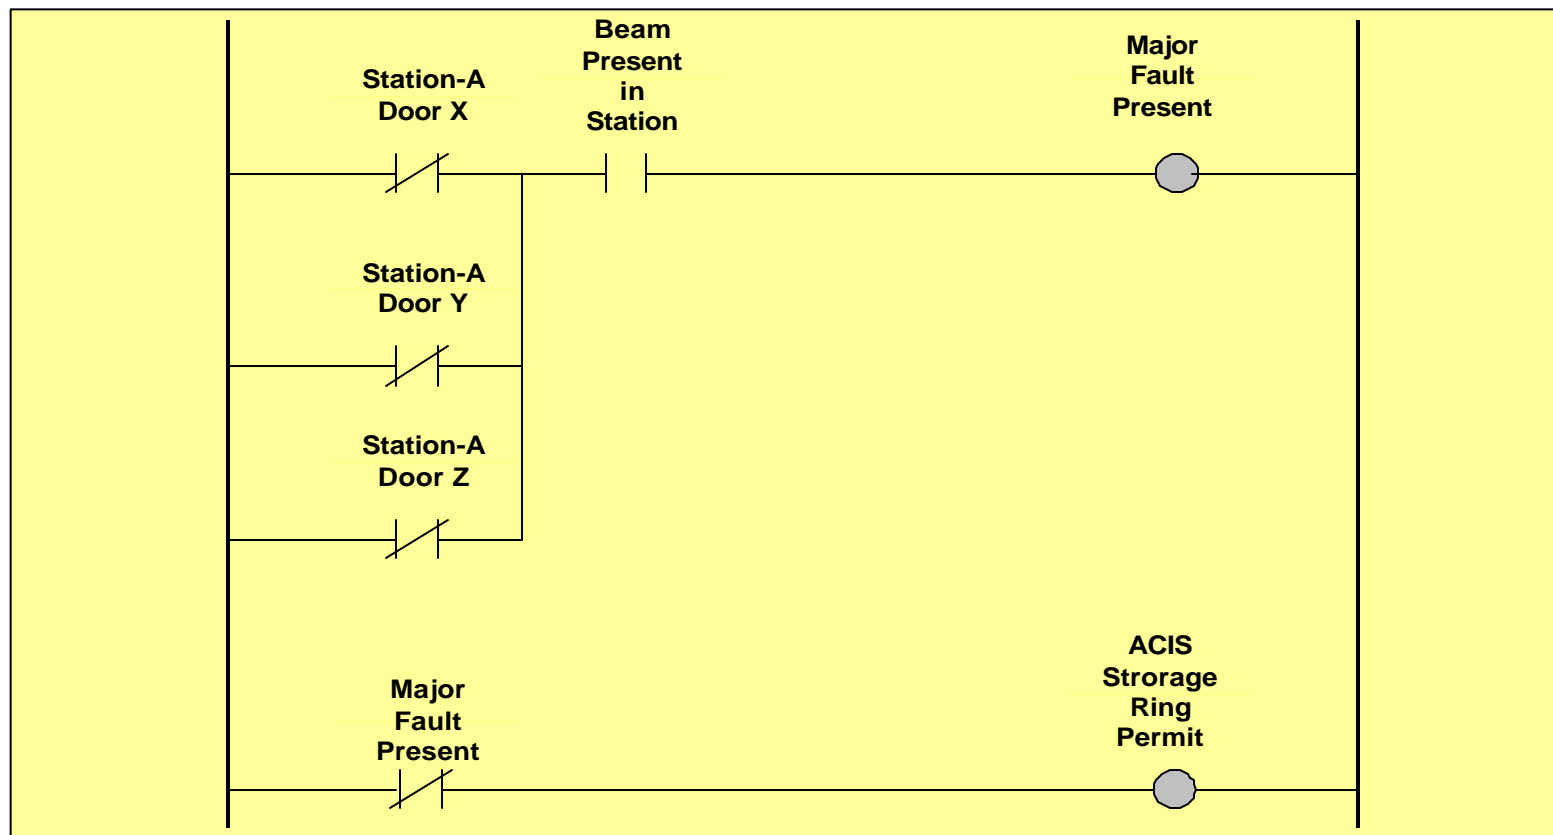 Beam
Present
in
Station
Major
Fault
Present
Station-A
Door X
Station-A
Door Y
Station-A
Door Z
ACIS
Strorage
Ring
Permit
Major
Fault
Present